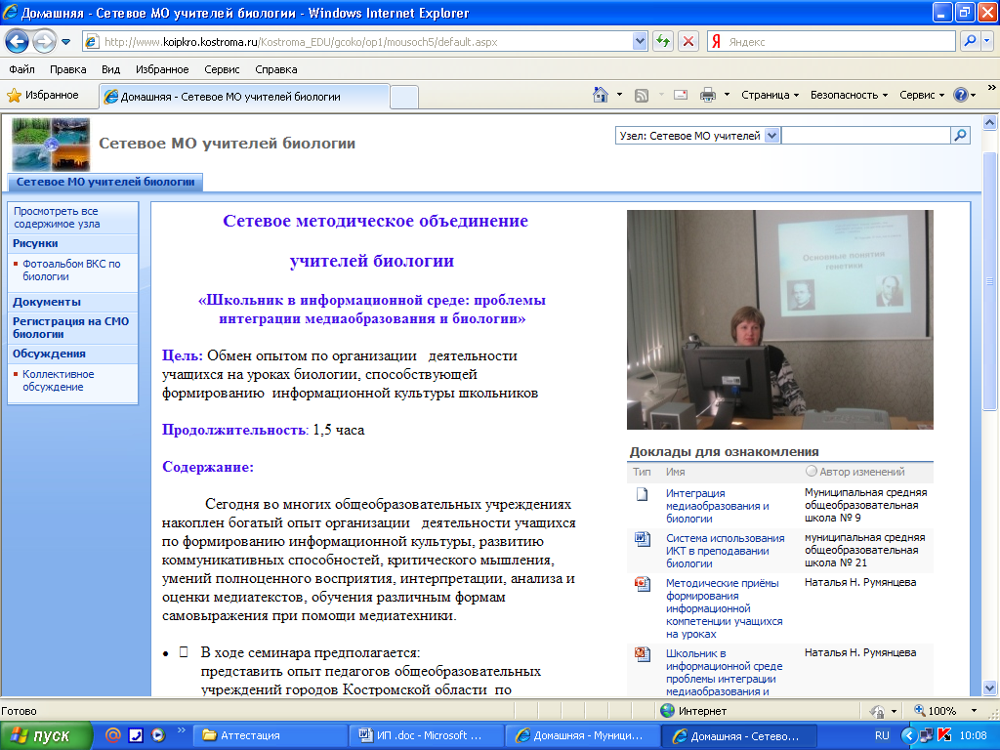 Домашняя - Сетевое МО учителей биологии - Windows Internet Explorer
http://www.koipkro.kostroma.ru/Kostroma_EDU/gcoko/op1/mousoch5/default.aspx
Яндекс
Файл Правка Вид Избранное Сервис Справка
Избранное
Домашняя - Сетевое МО учителей биологии
Страница
Безопасность
Сервис
Сетевое МО учителей биологии
Узел: Сетевое МО учителей
Сетевое МО учителей биологии
Просмотреть все
содержимое узла
Рисунки
Фотоальбом ВКС по
биологии
Документы
Регистрация на СМО
биологии
Обсуждения
Коллективное
обсуждение
Сетевое методическое объединение
учителей биологии
«Школьник в информационной среде: проблемы
интеграции медиаобразования и биологии»
Цель: Обмен опытом по организации деятельности
учащихся на уроках биологии, способствующей
формированию информационной культуры школьников
Продолжительность: 1,5 часа
Содержание:
Сегодня во многих общеобразовательных учреждениях
накоплен богатый опыт организации деятельности учащихся
по формированию информационной культуры, развитию
коммуникативных способностей, критического мышления,
умений полноценного восприятия, интерпретации, анализа и
оценки медиатекстов, обучения различным формам
самовыражения при помощи медиатехники.
• В ходе семинара предполагается:
представить опыт педагогов общеобразовательных
учреждений городов Костромской области по
Основные понятия
генетики
Доклады для ознакомления
Тип Имя Автор изменений
Интеграция
медиаобразования и
биологии
Муниципальная средняя
общеобразовательная
школа № 9
Система использования
ИКТ в преподавании
биологии
муниципальная средняя
общеобразовательная
школа № 21
Методические приёмы
формирования
информационной
компетенции учащихся
на уроках
Наталья Н. Румянцева
Школьник в
информационной среде
проблемы интеграции
медиаобразования и
Наталья Н. Румянцева
Готово
Интернет
100%
пуск
Аттестация
ИП .doc - Microsoft ...
Домашняя - Муници...
Домашняя - Сетево...
RU
10:08